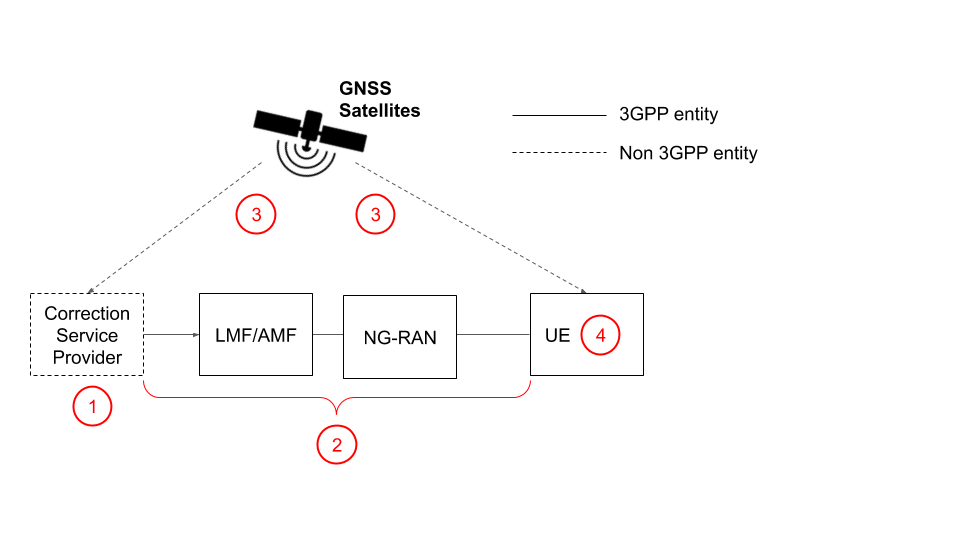 GNSS
Satellites
3GPP entity
Non 3GPP entity
3
3
Correction
Service
Provider
LMF/AMF
NG-RAN
UE
4
1
2